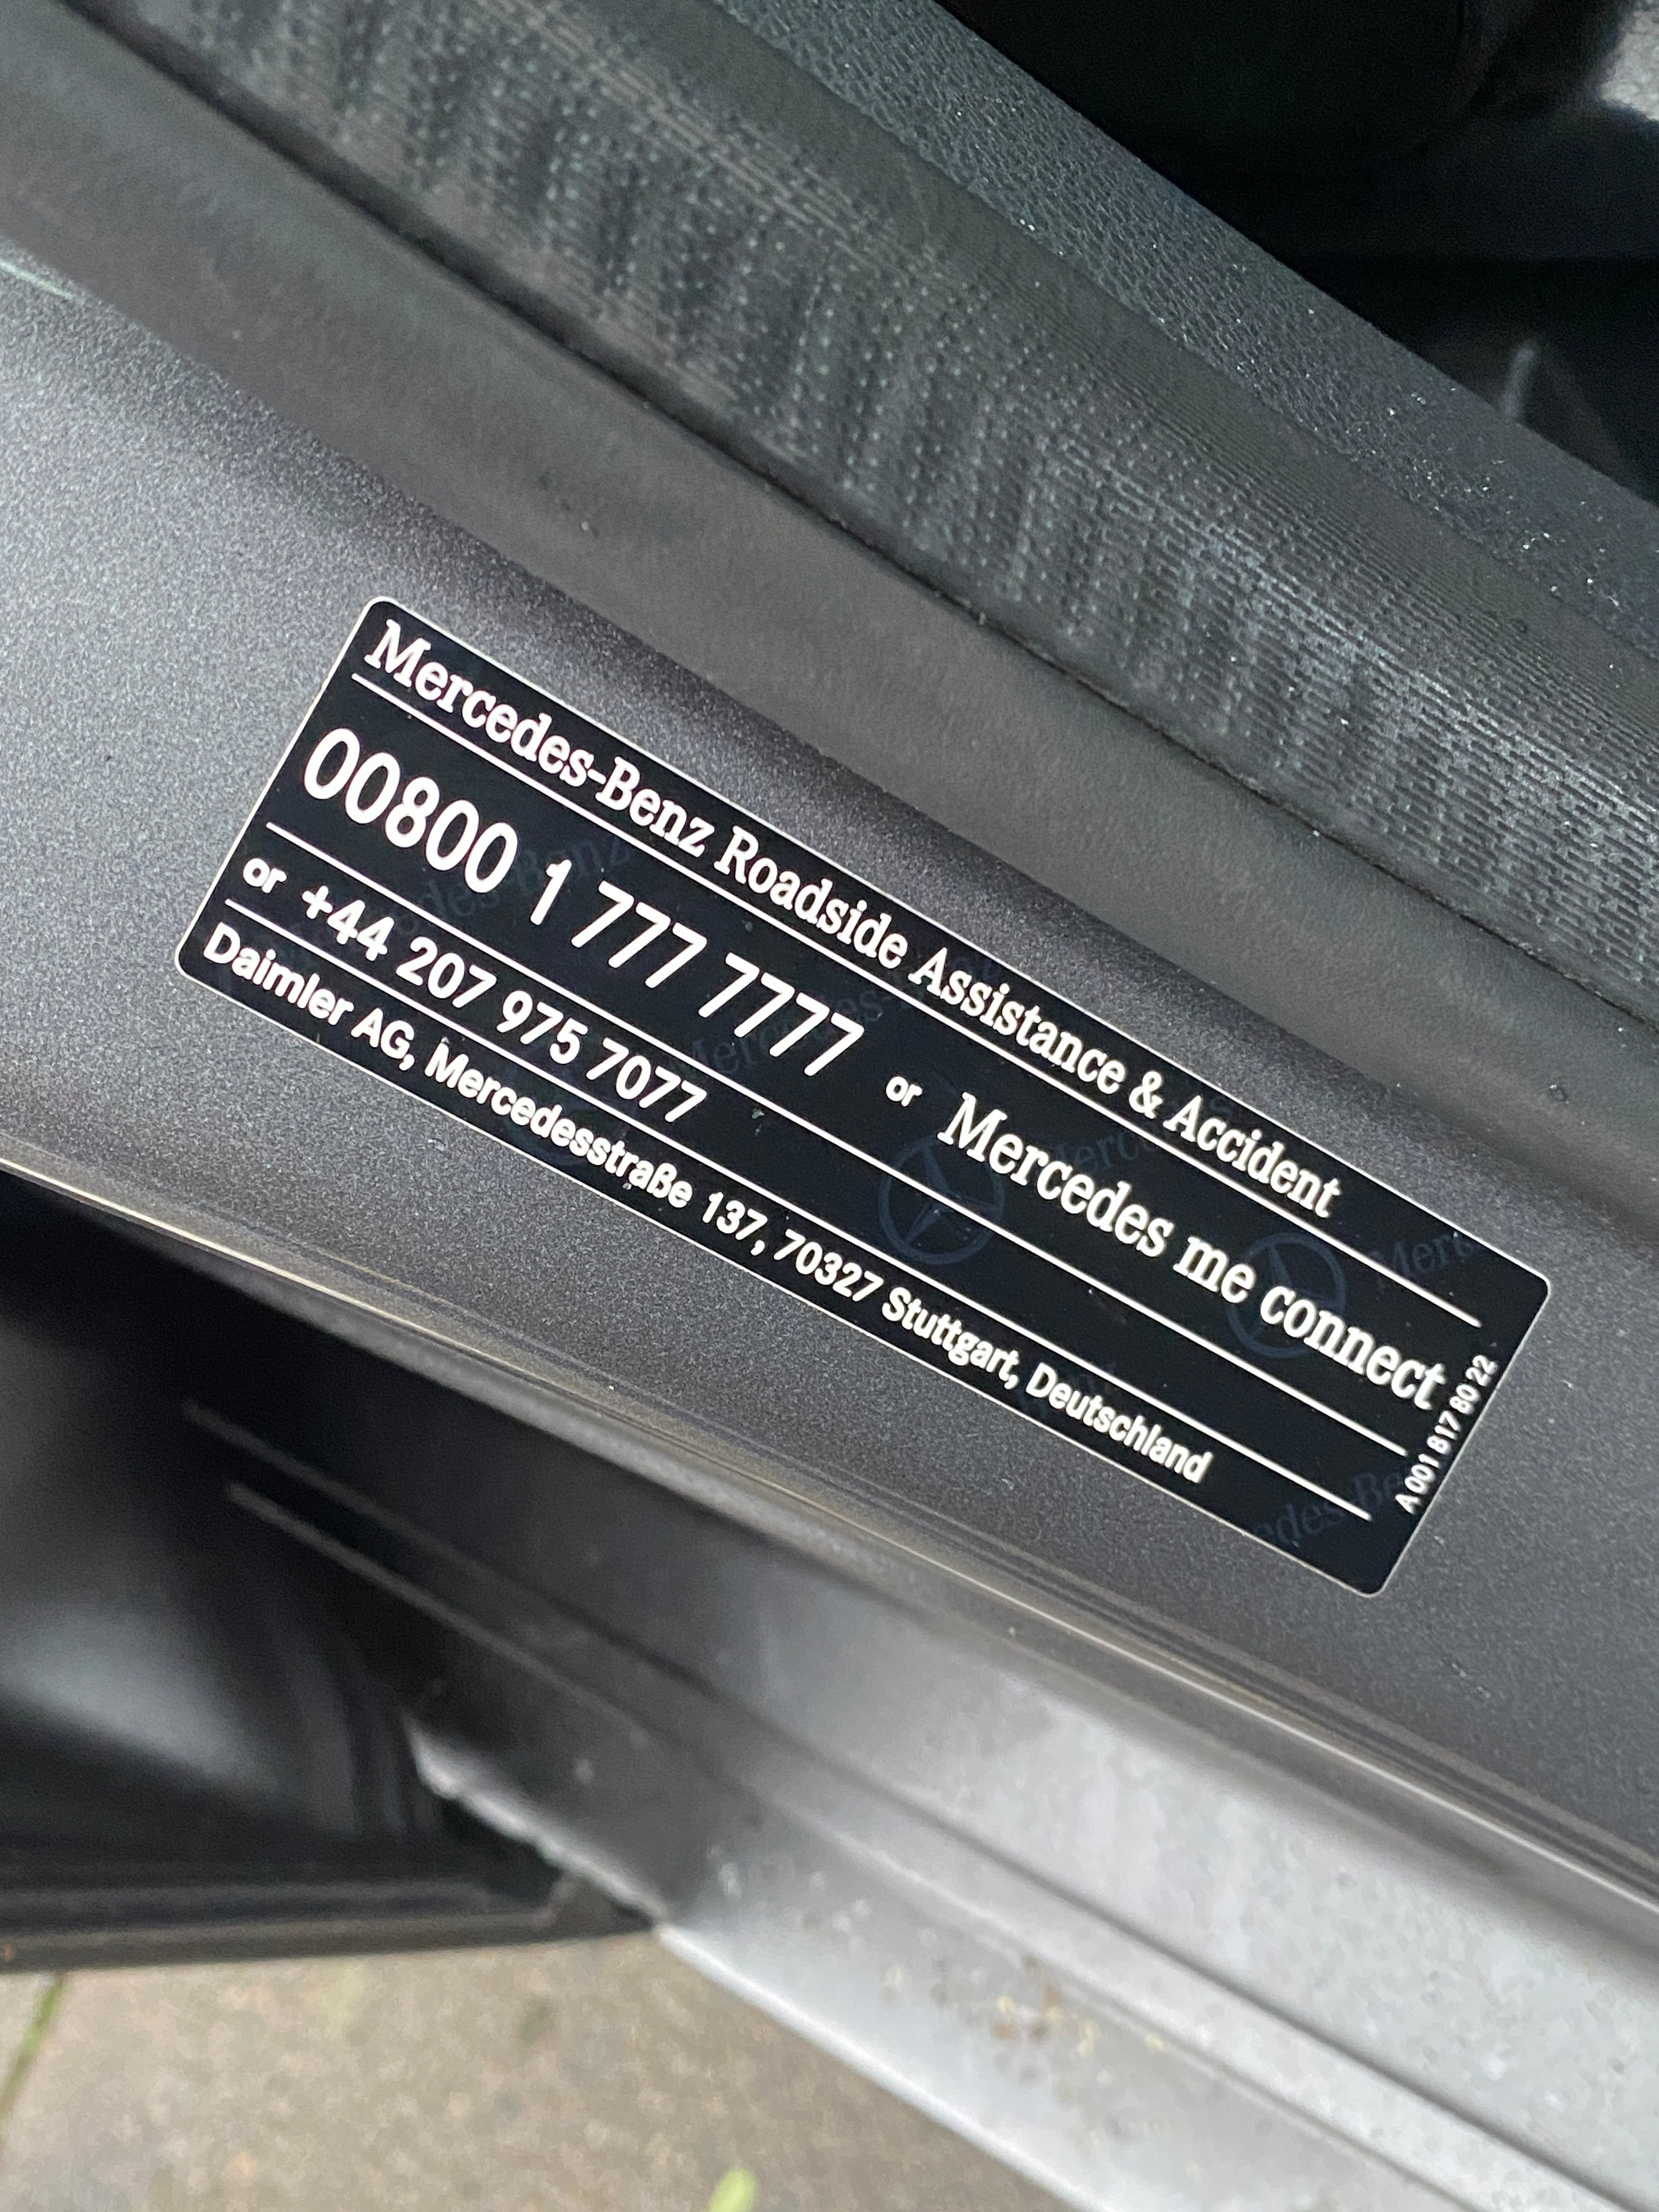 Mercedes-Benz Roadside Assistance & Accident
00800 1 777 7777 or Mercedes me connect
or +44 207 975 7077
Daimler AG, Mercedesstraße 137, 70327 Stuttgart, Deutschland
A 001 817 80 22